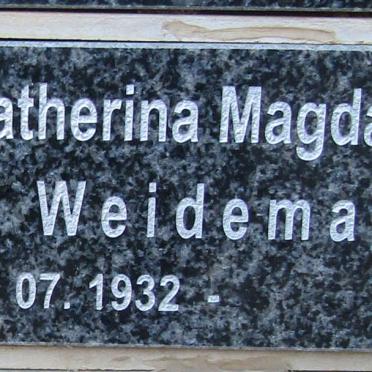 atherina Magda
Weidema
07. 1932 -